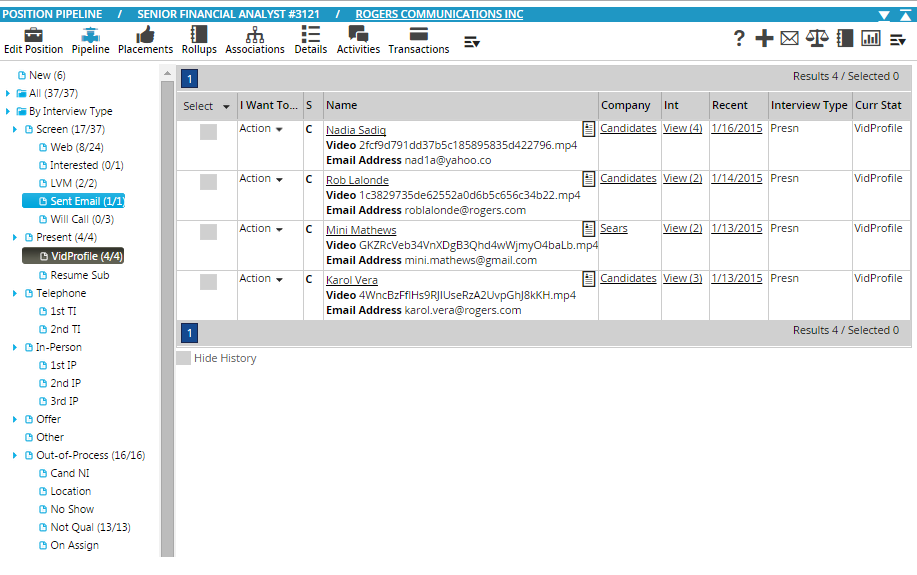 POSITION PIPELINE / SENIOR FINANCIAL ANALYST #3121 / ROGERS COMMUNICATIONS INC
Edit Position Pipeline Placements Rollups Associations Details Activities Transactions
New (6)
All (37/37)
By Interview Type
Screen (17/37)
Web (8/24)
Interested (0/1)
LVM (2/2)
Sent Email (1/1)
Will Call (0/3)
Present (4/4)
VidProfile (4/4)
Resume Sub
Telephone
1st TI
2nd TI
In-Person
1st IP
2nd IP
3rd IP
Offer
Other
Out-of-Process (16/16)
Cand NI
Location
No Show
Not Qual (13/13)
On Assign
1 Results 4 / Selected 0
Select I Want To... S Name Company Int Recent Interview Type Curr Stat
Action C Nadia Sadiq Candidates View (4) 1/16/2015 Presn VidProfile
Video 2fcf9d791dd37b5c185895835d422796.mp4
Email Address nad1a@yahoo.co
Action C Rob Lalonde Candidates View (2) 1/14/2015 Presn VidProfile
Video 1c3829735de62552a0d6b5c656c34b22.mp4
Email Address roblalonde@rogers.com
Action C Mini Mathews Sears View (2) 1/13/2015 Presn VidProfile
Video GKZRcVeb34VnXDgB3Qhd4wWjmyO4baLb.mp4
Email Address mini.mathews@gmail.com
Action C Karol Vera Candidates View (3) 1/13/2015 Presn VidProfile
Video 4WncBzFflHs9RJIUseRzA2UvpGhJ8kKH.mp4
Email Address karol.vera@rogers.com
1 Results 4 / Selected 0
Hide History